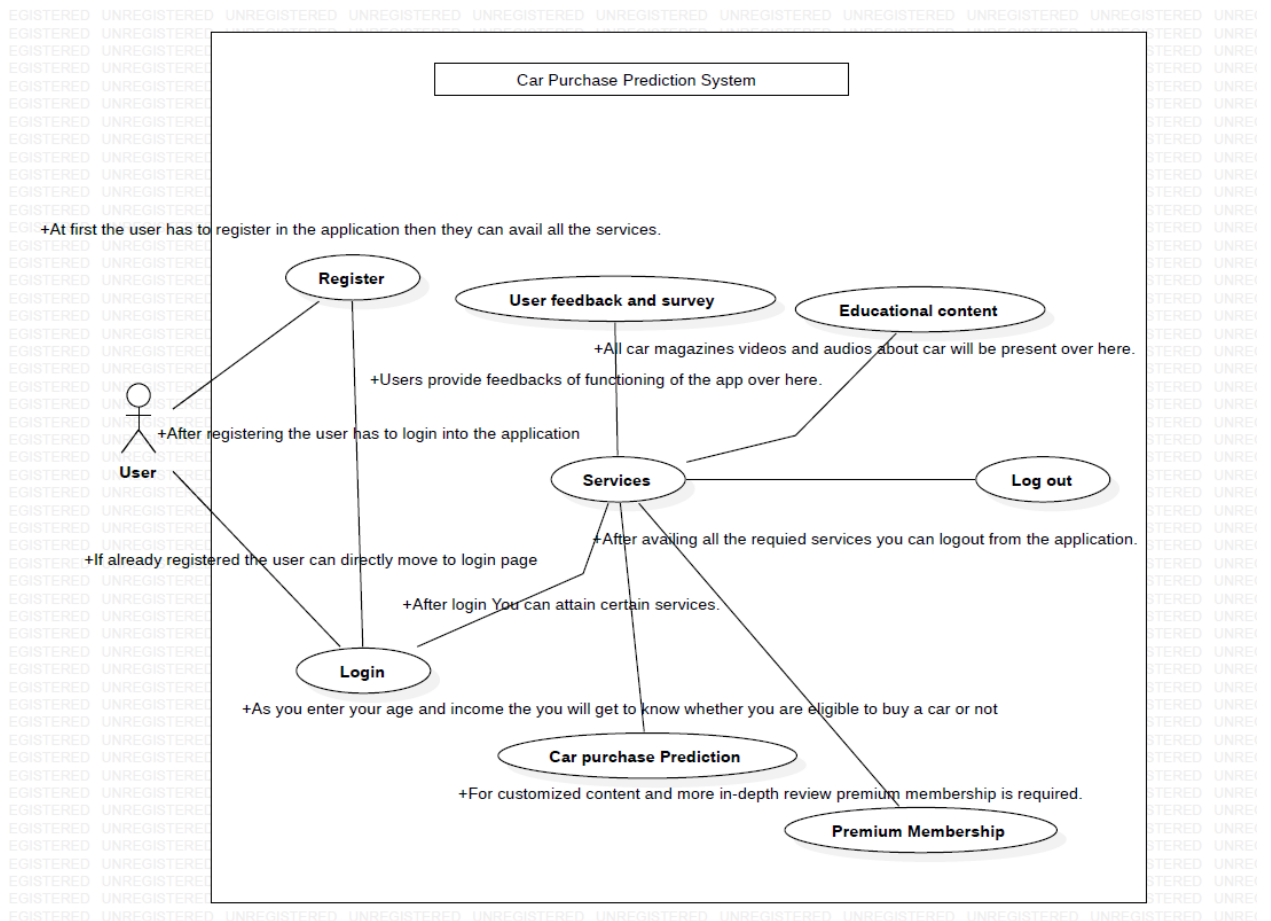 Car Purchase Prediction System
+At first the user has to register in the application then they can avail all the services.
Register
User feedback and survey
Educational content
+All car magazines videos and audios about car will be present over here.
+Users provide feedbacks of functioning of the app over here.
+After registering the user has to login into the application
User
Services
Log out
+After availing all the requied services you can logout from the application.
+If already registered the user can directly move to login page
+After login You can attain certain services.
Login
+As you enter your age and income the you will get to know whether you are eligible to buy a car or not
Car purchase Prediction
+For customized content and more in-depth review premium membership is required.
Premium Membership
UNREGISTERED